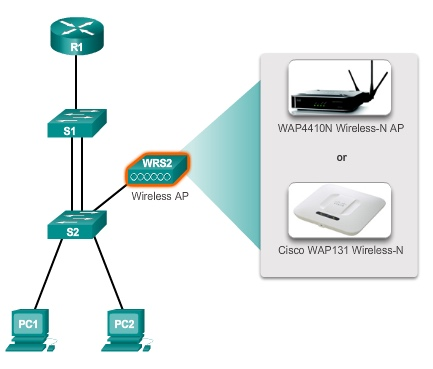 R1
S1
WRS2
Wireless AP
S2
PC1
PC2
WAP4410N Wireless-N AP
or
Cisco WAP131 Wireless-N